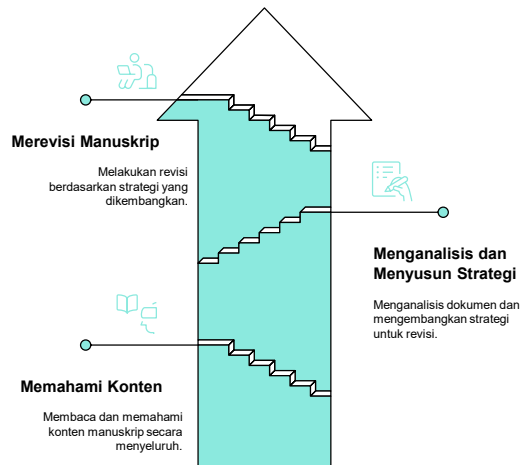 Merevisi Manuskrip
Melakukan revisi
berdasarkan strategi yang
dikembangkan.
Menganalisis dan
Menyusun Strategi
Menganalisis dokumen dan
mengembangkan strategi
untuk revisi.
Memahami Konten
Membaca dan memahami
konten manuskrip secara
menyeluruh.